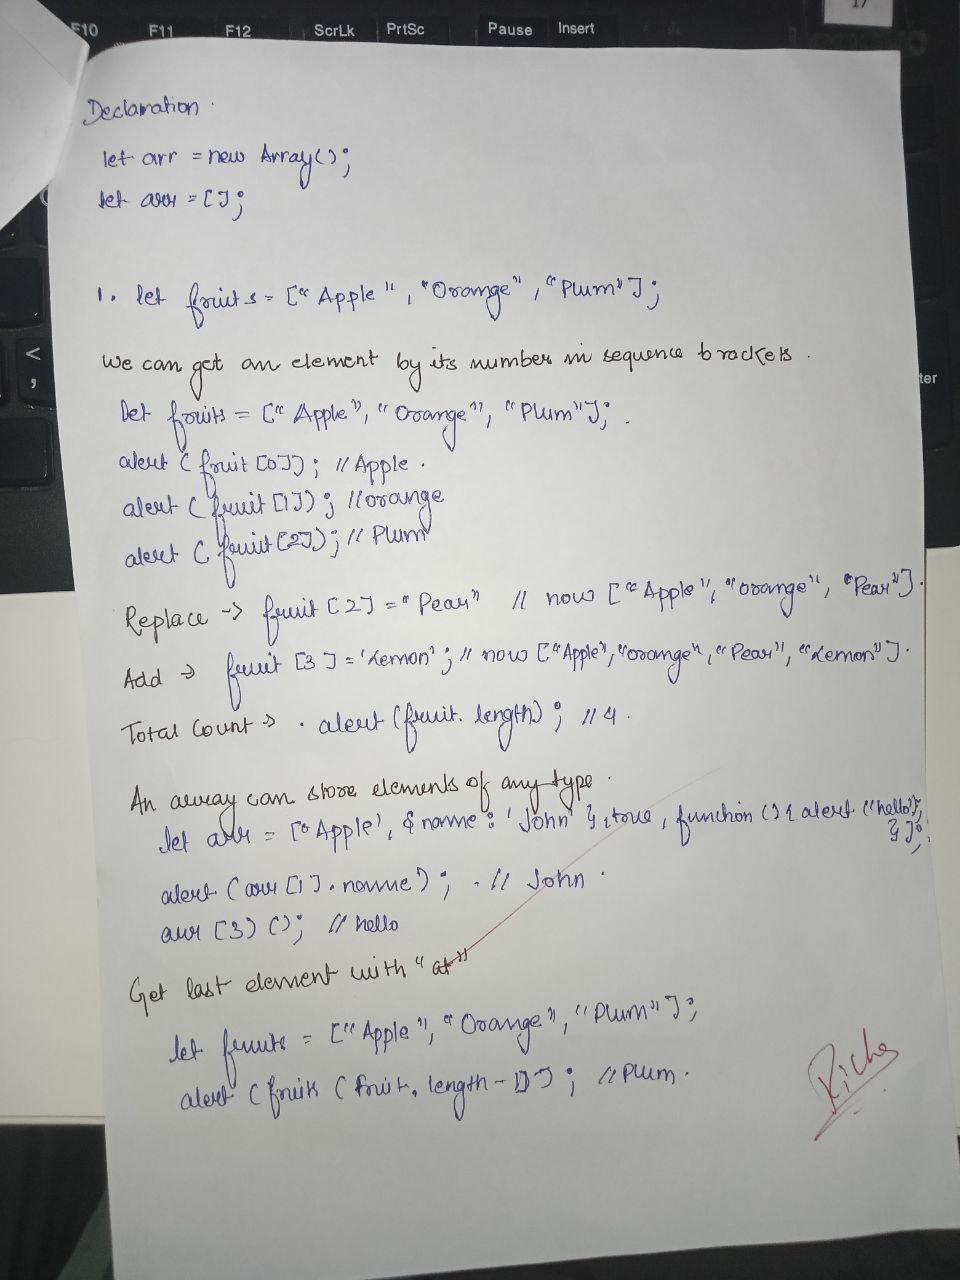 F10 F11 F12 ScrLk PrtSc Pause Insert
17
Declaration.
let arr = new Array();
let arr = [];
1. let fruits = ["Apple", "Orange", "Plum"];
We can get an element by its number in sequence brackets.
let fruits = ["Apple", "Orange", "Plum"];
alert (fruit [0]); // Apple.
alert (fruit [1]); // orange
alert (fruit [2]); // Plum
Replace -> fruit [2] = "Pear" // now ["Apple", "orange", "Pear"].
Add -> fruit [3] = 'Lemon'; // now ["Apple", "orange", "Pear", "Lemon"].
Total Count -> . alert (fruit. length); // 4.
An array can store elements of any type.
let arr = ["Apple', { name: 'John' }, true, function () { alert ("hello");
}];
alert (arr [1]. name); . // John.
arr [3) (); // hello
Get last element with "at"
let fruits = ["Apple", "Orange", "Plum"];
alert (fruits (fruit. length - 1]); // Plum.
Richa
<
,
ter